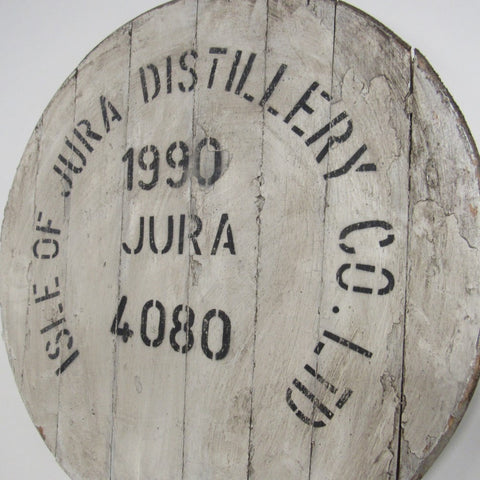 ISLE OF JURA DISTILLERY CO. LTD
1990
JURA
4080